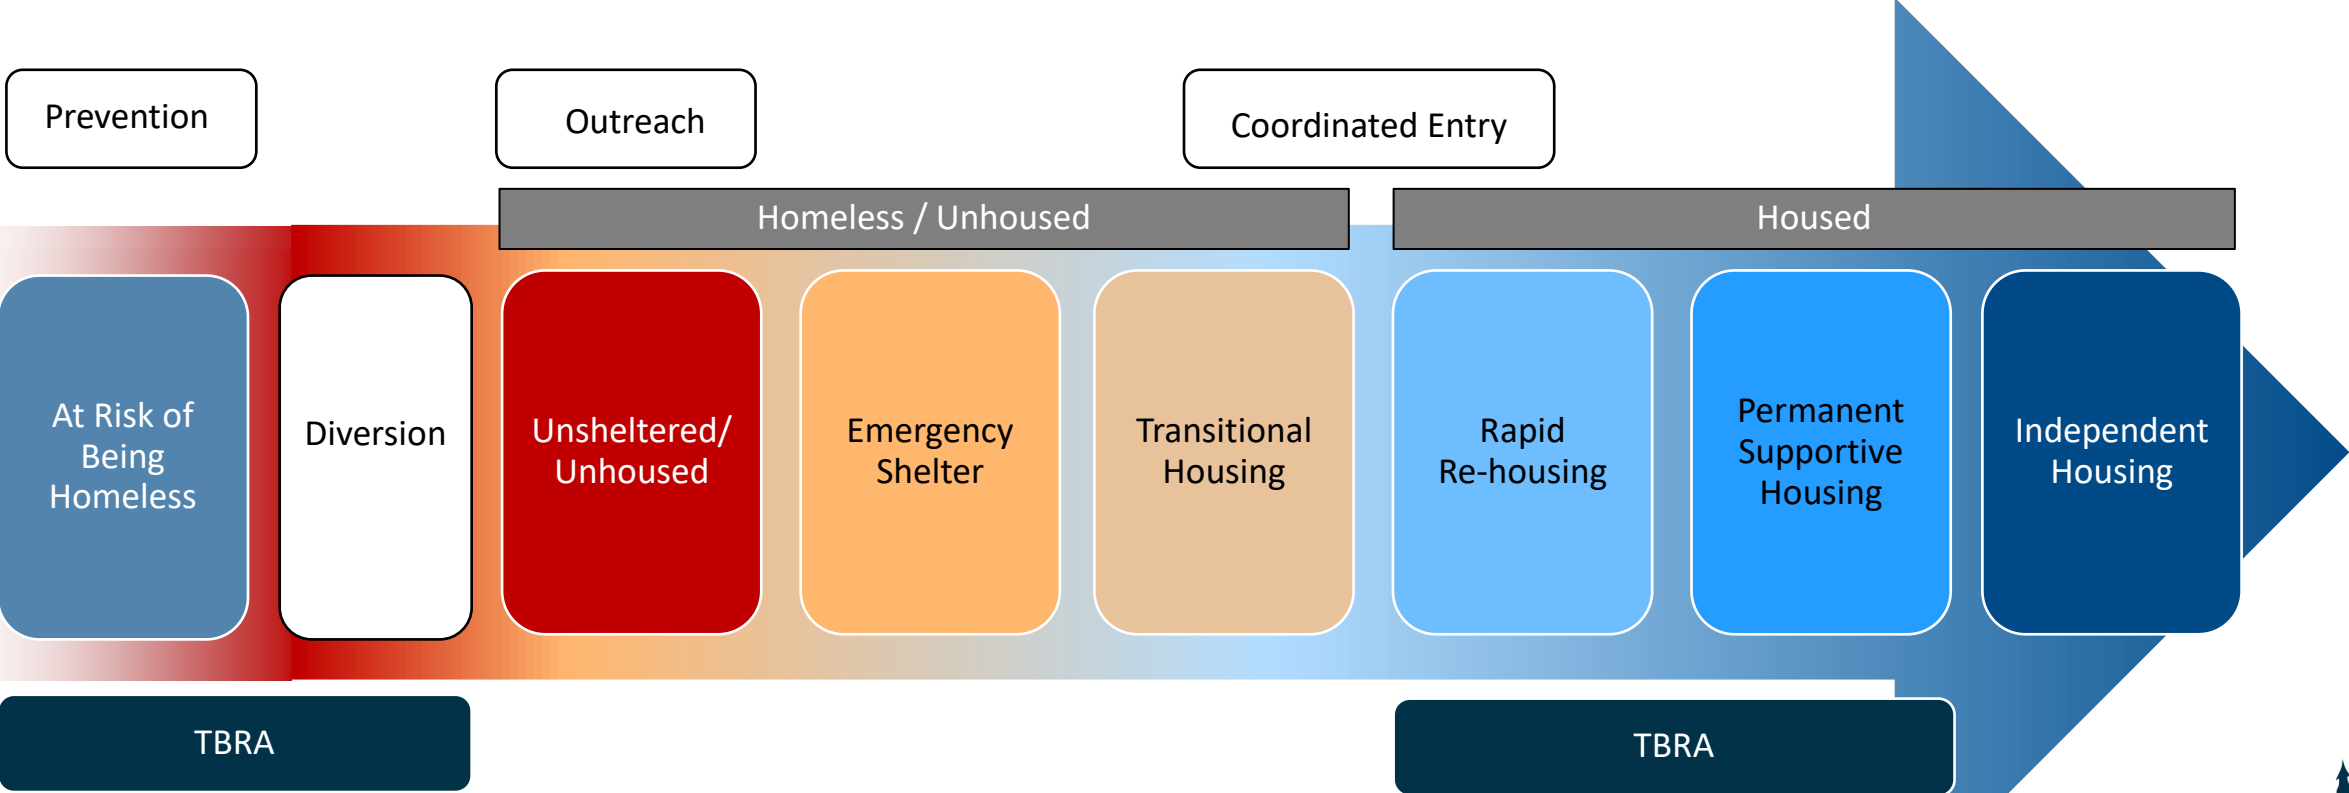 Prevention
Outreach
Coordinated Entry
Homeless / Unhoused
Housed
At Risk of
Being
Homeless
Diversion
Unsheltered/
Unhoused
Emergency
Shelter
Transitional
Housing
Rapid
Re-housing
Permanent
Supportive
Housing
Independent
Housing
TBRA
TBRA